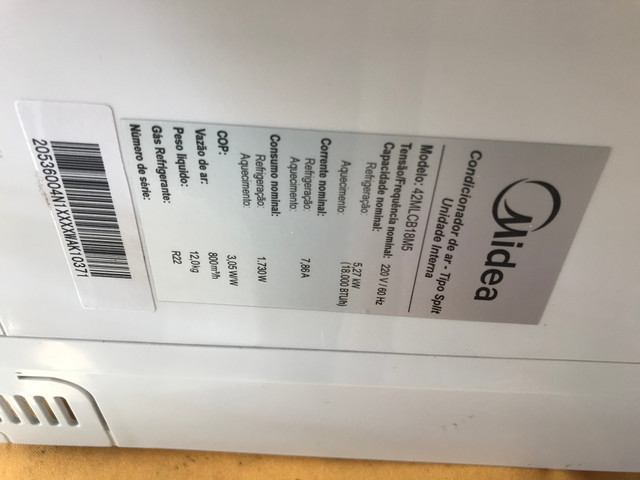 Midea
Condicionador de ar - Tipo Split
Unidade Interna
Modelo: 42MLCB18M5
Tensão/Frequência nominal: 220 V / 60 Hz
Capacidade nominal:
Refrigeração: 5,27 kW
(18.000 BTU/h)
Aquecimento:
Corrente nominal:
Refrigeração: 7,86A
Aquecimento:
Consumo nominal:
Refrigeração: 1.730W
Aquecimento:
COP: 3,05 W/W
Vazão de ar: 800m³/h
Peso líquido: 12,0kg
Gás Refrigerante: R22
Número de série:
20536004N1XXXXWAK10371